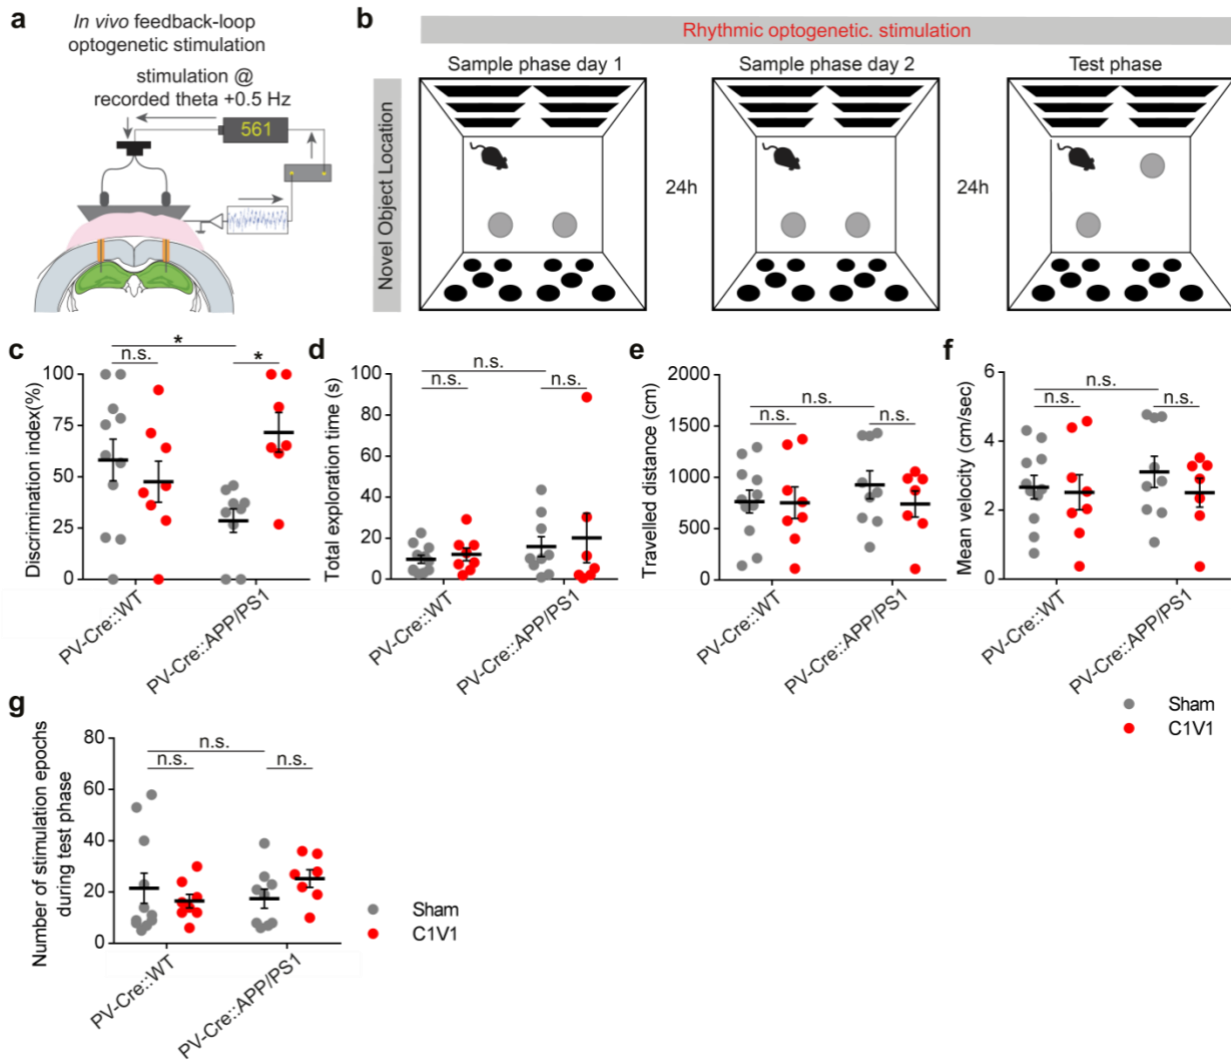 a
In vivo feedback-loop
optogenetic stimulation
stimulation @
recorded theta +0.5 Hz
561
b
Rhythmic optogenetic. stimulation
Novel Object Location
Sample phase day 1
24h
Sample phase day 2
24h
Test phase
c
Discrimination index(%)
100
75
50
25
0
n.s.
*
*
PV-Cre::WT
PV-Cre::APP/PS1
d
Total exploration time (s)
100
80
60
40
20
0
n.s.
n.s.
n.s.
PV-Cre::WT
PV-Cre::APP/PS1
e
Travelled distance (cm)
2000
1500
1000
500
0
n.s.
n.s.
n.s.
PV-Cre::WT
PV-Cre::APP/PS1
f
Mean velocity (cm/sec)
6
4
2
0
n.s.
n.s.
n.s.
PV-Cre::WT
PV-Cre::APP/PS1
Sham
C1V1
g
Number of stimulation epochs
during test phase
80
60
40
20
0
n.s.
n.s.
n.s.
PV-Cre::WT
PV-Cre::APP/PS1
Sham
C1V1